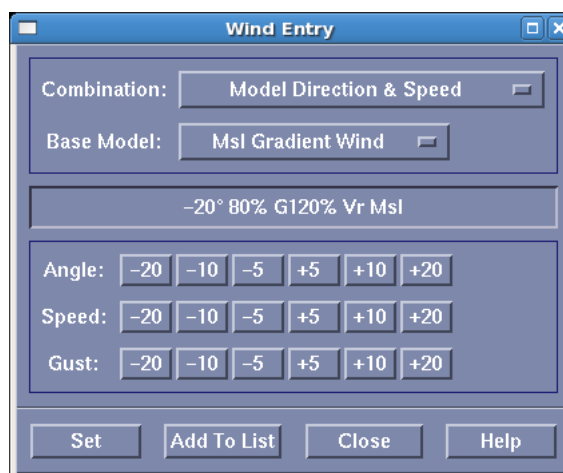 Wind Entry
Combination: Model Direction & Speed
Base Model: Msl Gradient Wind
−20° 80% G120% Vr Msl
Angle: −20 −10 −5 +5 +10 +20
Speed: −20 −10 −5 +5 +10 +20
Gust: −20 −10 −5 +5 +10 +20
Set Add To List Close Help